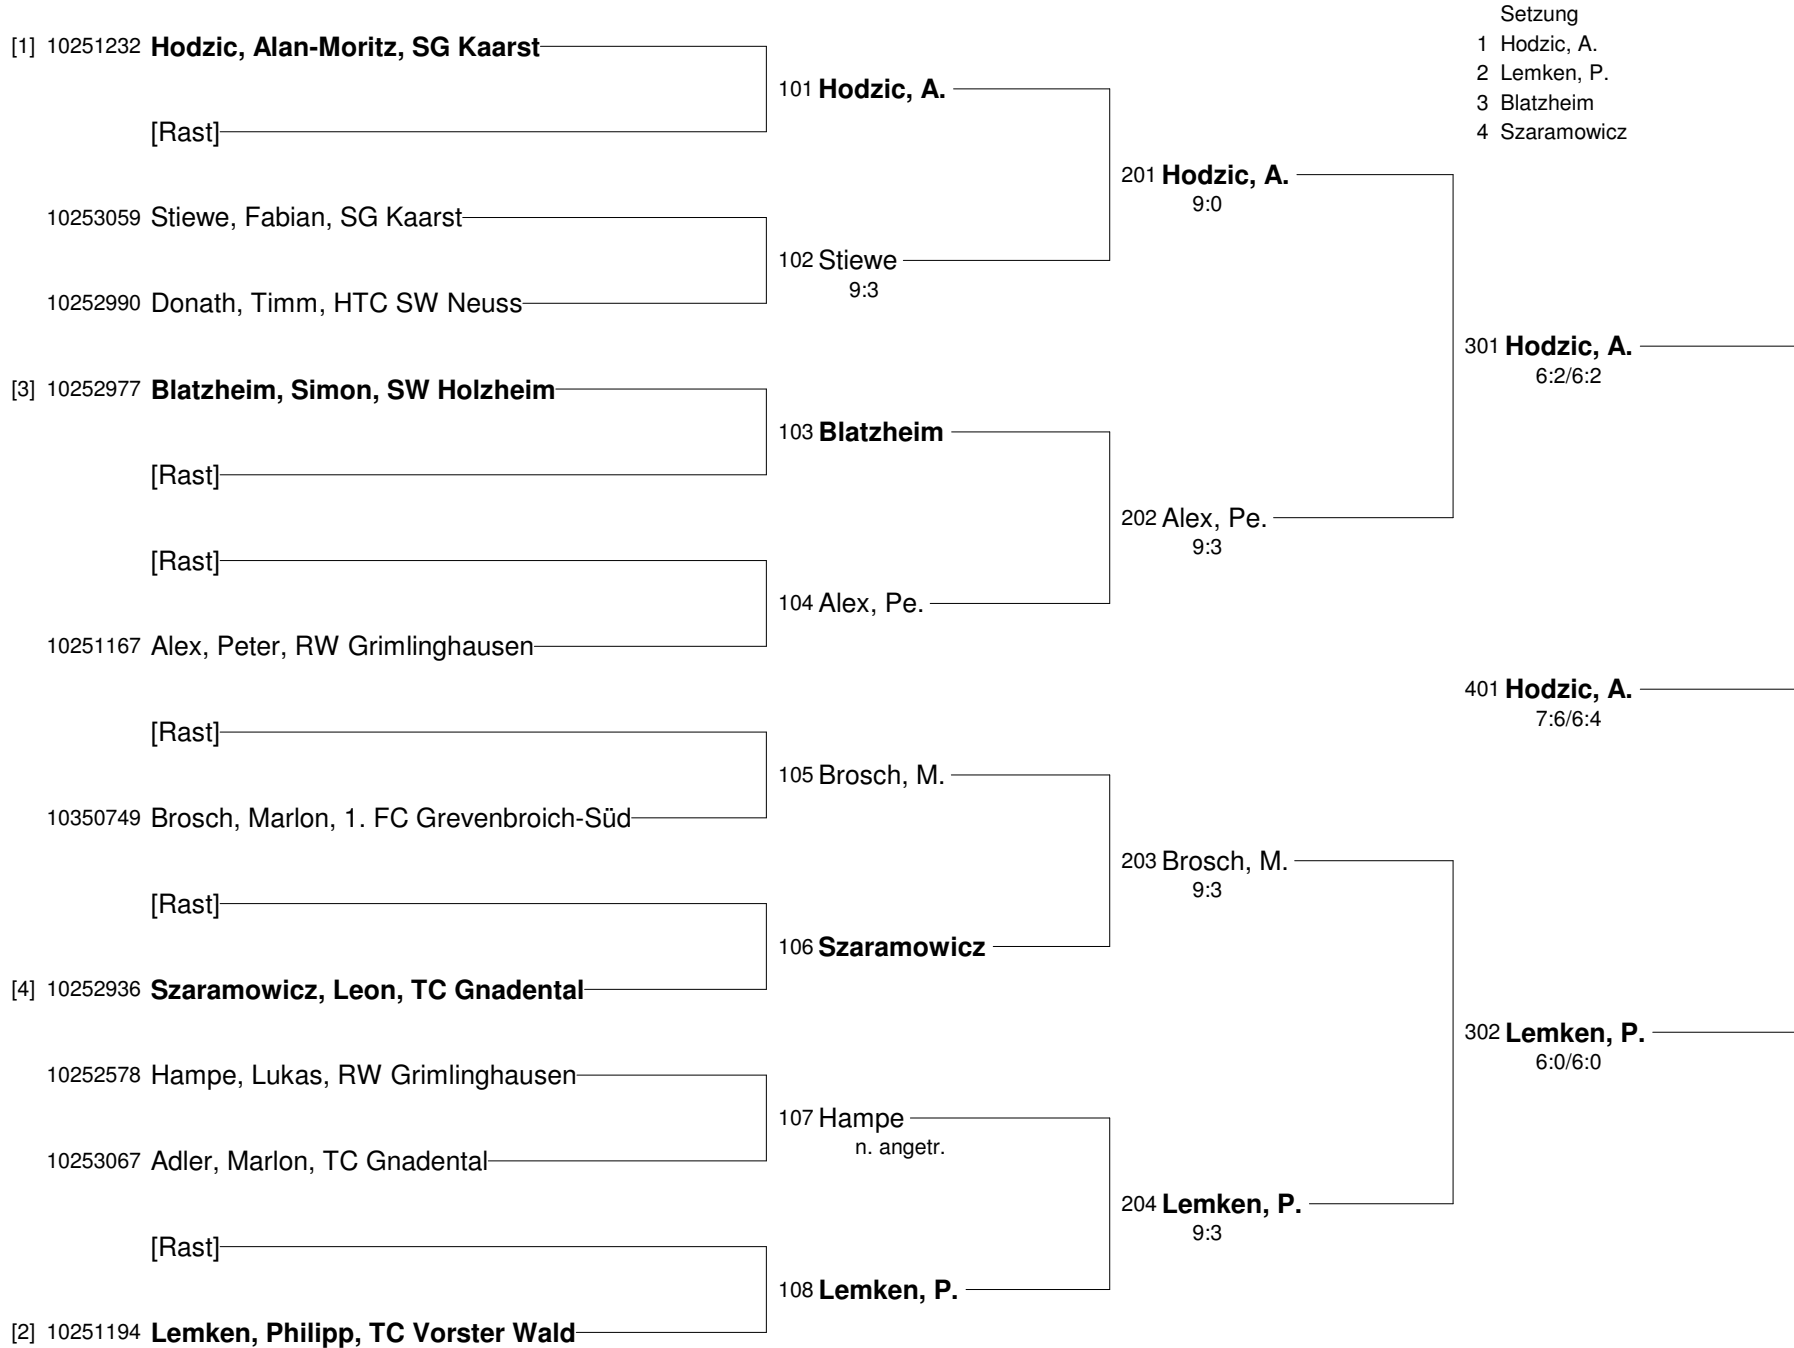 Setzung
1 Hodzic, A.
2 Lemken, P.
3 Blatzheim
4 Szaramowicz
[1] 10251232 Hodzic, Alan-Moritz, SG Kaarst
101 Hodzic, A.
[Rast]
201 Hodzic, A.
9:0
10253059 Stiewe, Fabian, SG Kaarst
102 Stiewe
9:3
10252990 Donath, Timm, HTC SW Neuss
301 Hodzic, A.
6:2/6:2
[3] 10252977 Blatzheim, Simon, SW Holzheim
103 Blatzheim
[Rast]
202 Alex, Pe.
9:3
[Rast]
104 Alex, Pe.
10251167 Alex, Peter, RW Grimlinghausen
401 Hodzic, A.
7:6/6:4
[Rast]
105 Brosch, M.
10350749 Brosch, Marlon, 1. FC Grevenbroich-Süd
203 Brosch, M.
9:3
[Rast]
106 Szaramowicz
[4] 10252936 Szaramowicz, Leon, TC Gnadental
302 Lemken, P.
6:0/6:0
10252578 Hampe, Lukas, RW Grimlinghausen
107 Hampe
n. angetr.
10253067 Adler, Marlon, TC Gnadental
204 Lemken, P.
9:3
[Rast]
108 Lemken, P.
[2] 10251194 Lemken, Philipp, TC Vorster Wald